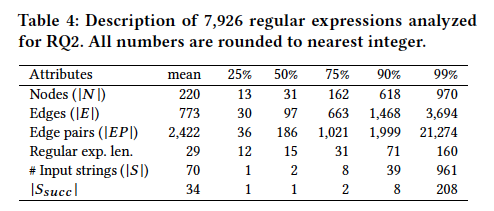 Table 4: Description of 7,926 regular expressions analyzed
for RQ2. All numbers are rounded to nearest integer.
Attributes mean 25% 50% 75% 90% 99%
Nodes (|N|) 220 13 31 162 618 970
Edges (|E|) 773 30 97 663 1,468 3,694
Edge pairs (|EP|) 2,422 36 186 1,021 1,999 21,274
Regular exp. len. 29 12 15 31 71 160
# Input strings (|S|) 70 1 2 8 39 961
|Ssucc| 34 1 1 2 8 208